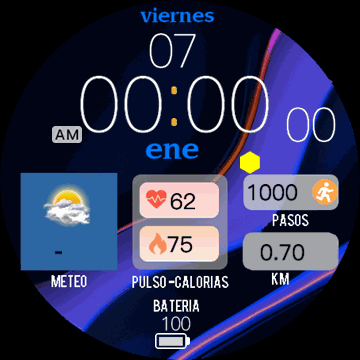 viernes
07
00:00
AM
00
ene
62
1000
PASOS
75
-
0.70
METEO
PULSO-CALORIAS
KM
BATERIA
100